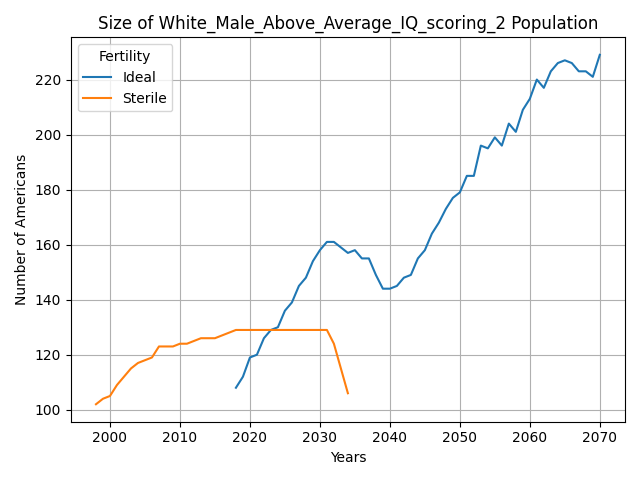 Size of White_Male_Above_Average_IQ_scoring_2 Population
Fertility
Ideal
Sterile
Number of Americans
220
200
180
160
140
120
100
2000
2010
2020
2030
2040
2050
2060
2070
Years